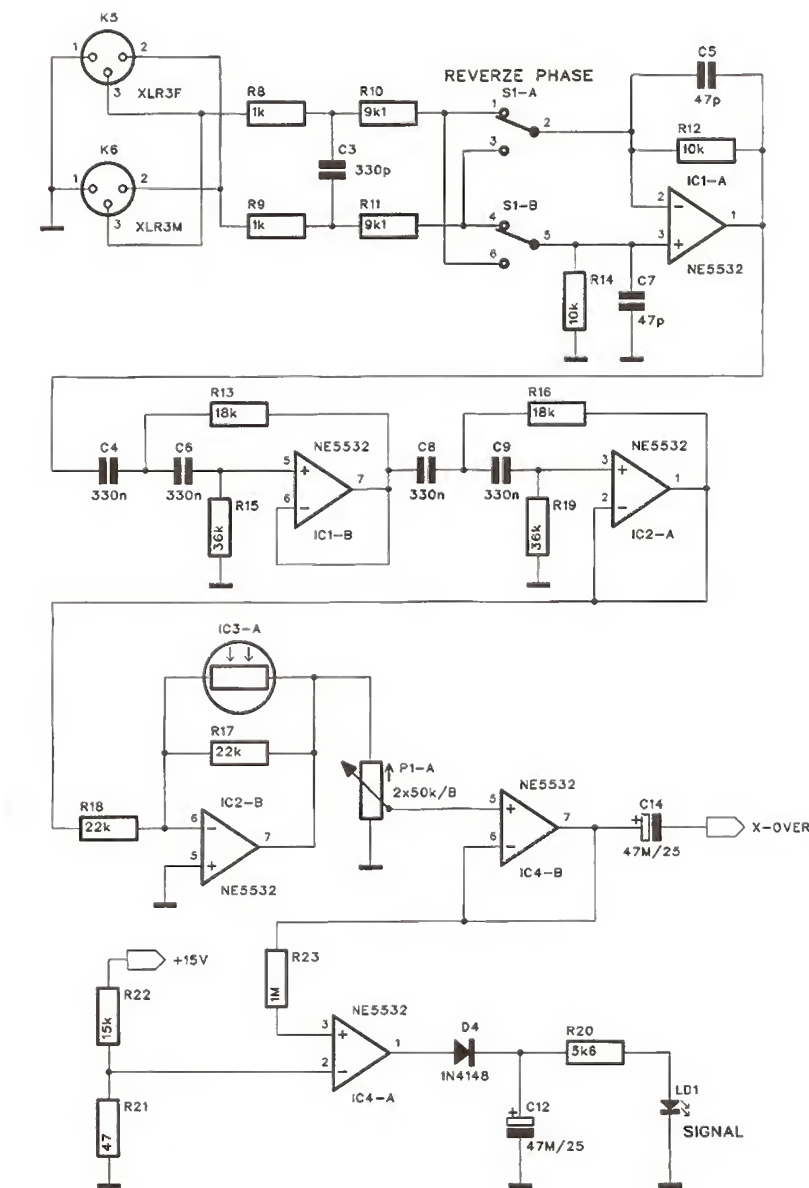 K5
1
2
3
XLR3F
K6
1
2
3
XLR3M
R8
1k
R9
1k
C3
330p
R10
9k1
R11
9k1
REVERZE PHASE
S1-A
1
2
3
S1-B
4
5
6
R14
10k
C7
47p
C5
47p
R12
10k
IC1-A
2
3
1
NE5532
R13
18k
C4
330n
C6
330n
R15
36k
NE5532
5
6
7
IC1-B
R16
18k
C8
330n
C9
330n
R19
36k
NE5532
3
2
1
IC2-A
IC3-A
R17
22k
R18
22k
IC2-B
6
5
7
NE5532
P1-A
2x50k/B
NE5532
5
6
7
IC4-B
C14
47M/25
X-OVER
+15V
R22
15k
R21
47
R23
1M
NE5532
3
2
1
IC4-A
D4
1N4148
C12
47M/25
R20
5k6
LD1
SIGNAL